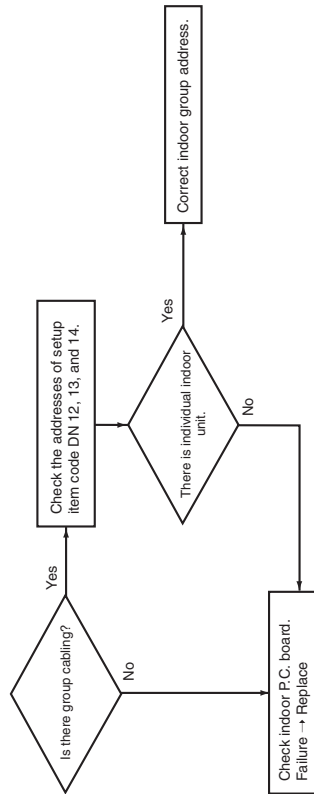 Is there group cabling?
Yes
No
Check the addresses of setup
item code DN 12, 13, and 14.
There is individual indoor
unit.
Yes
No
Correct indoor group address.
Check indoor P.C. board.
Failure → Replace